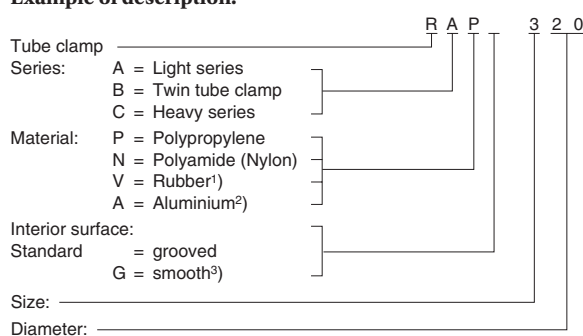 Example of description:
R A P _ 3 2 0
Tube clamp
Series: A = Light series
B = Twin tube clamp
C = Heavy series
Material: P = Polypropylene
N = Polyamide (Nylon)
V = Rubber¹)
A = Aluminium²)
Interior surface:
Standard = grooved
G = smooth³)
Size:
Diameter: